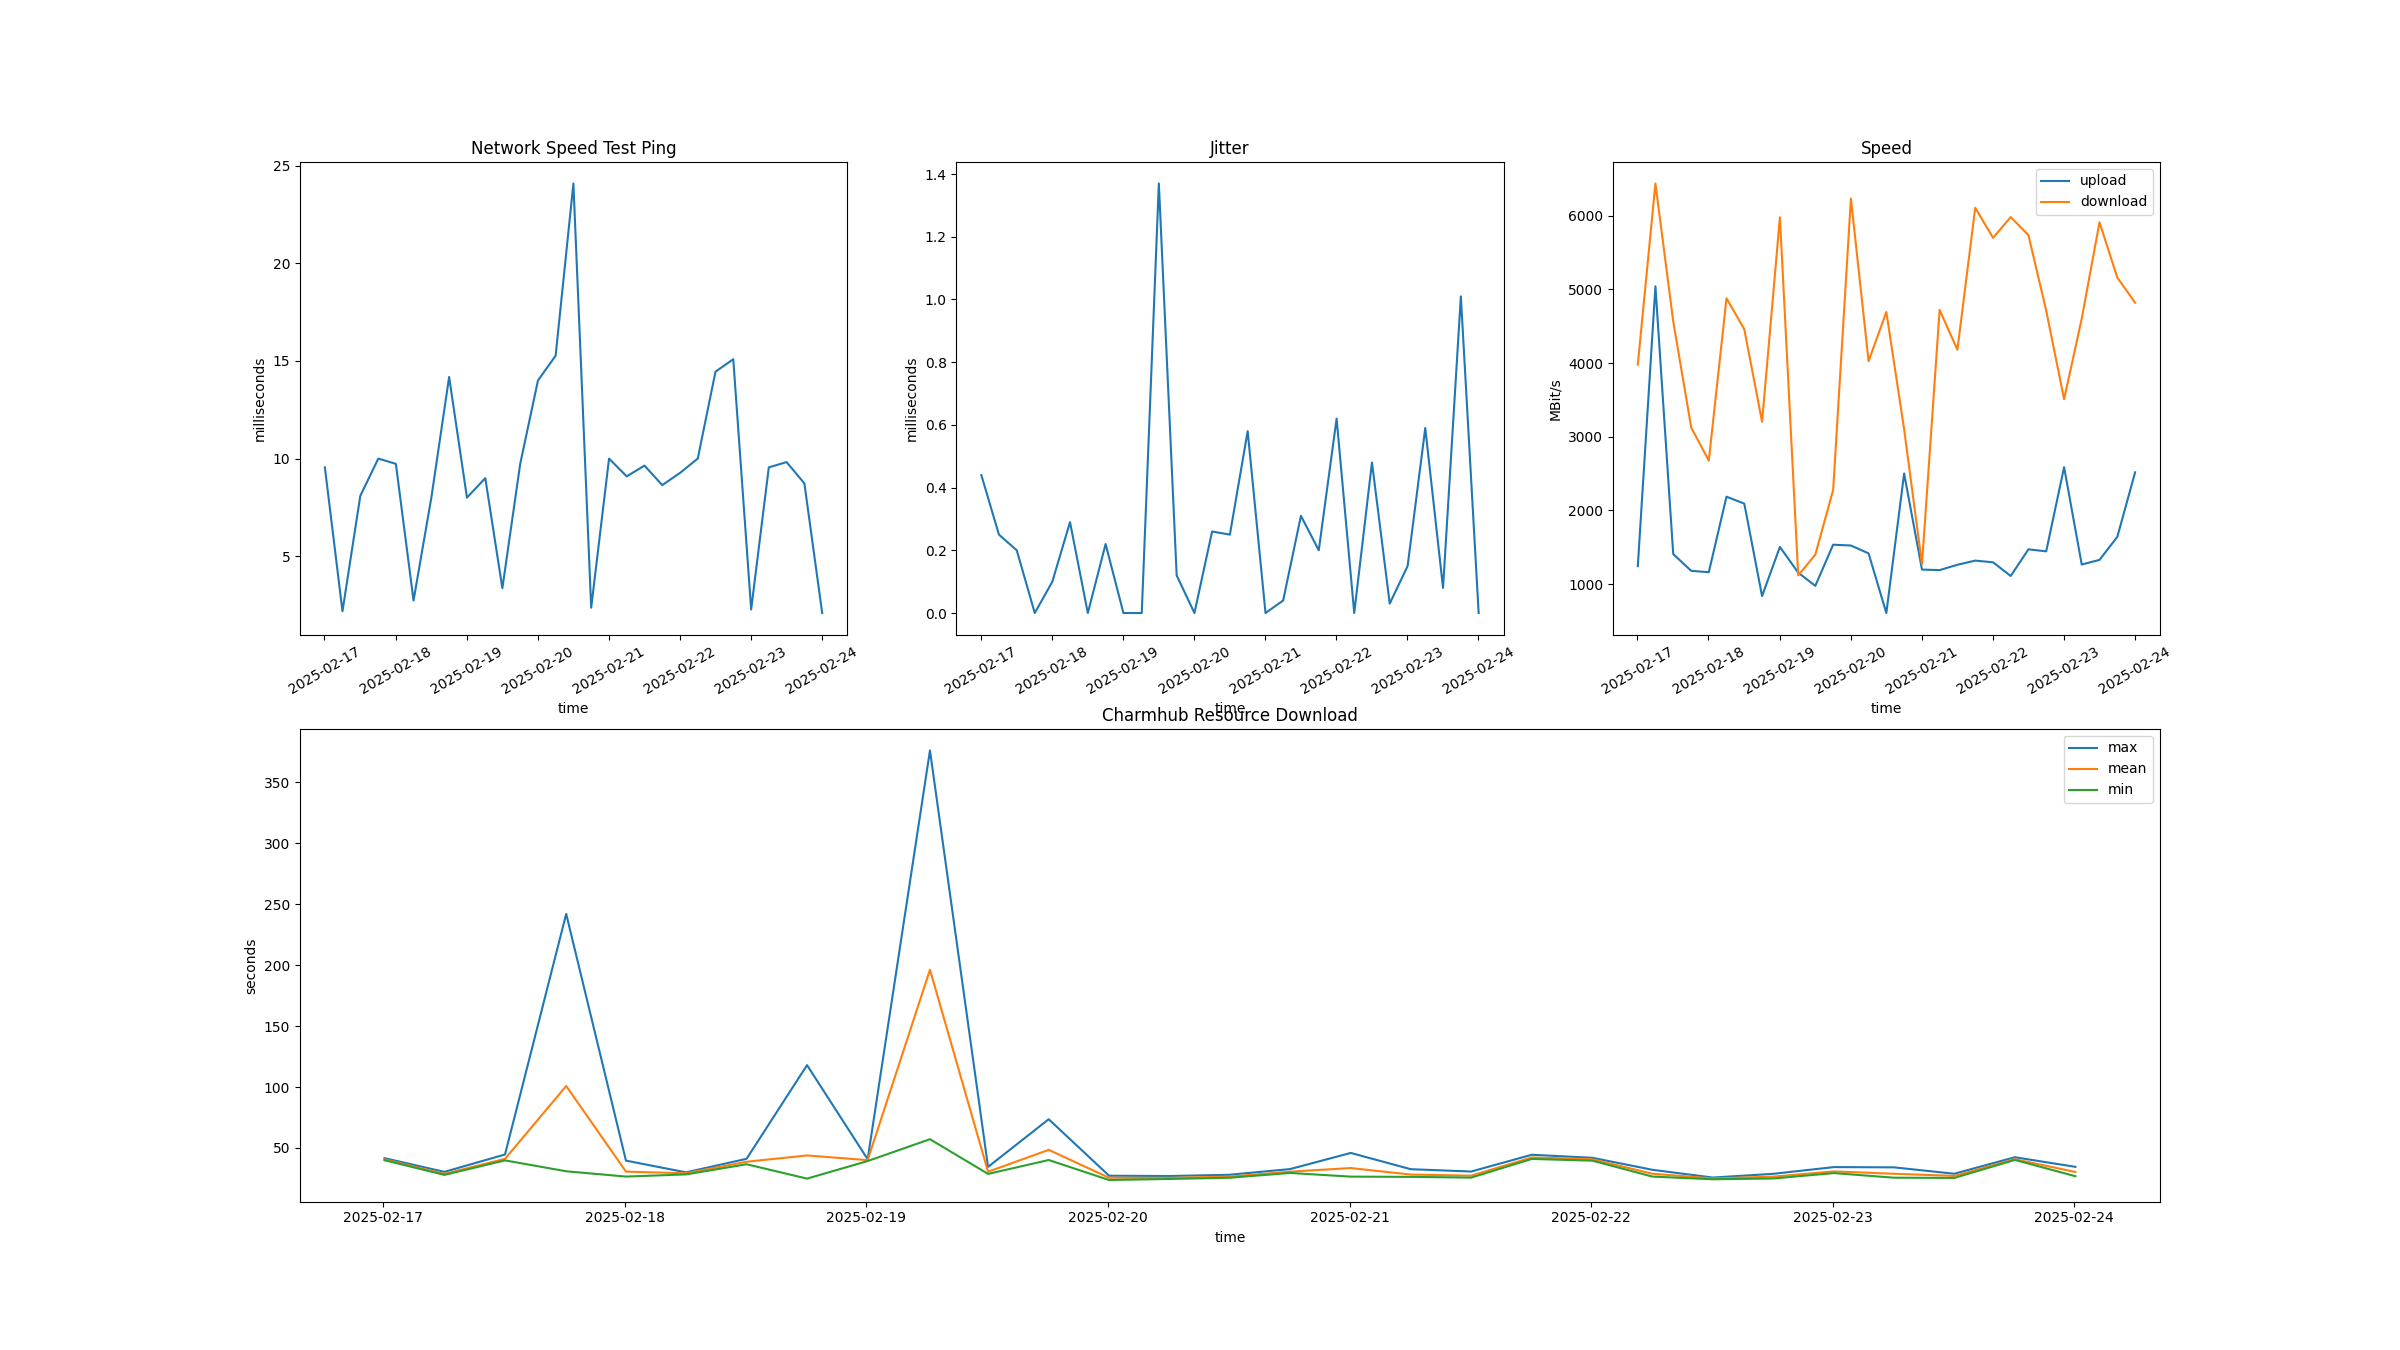 Network Speed Test Ping
25
20
15
10
5
milliseconds
2025-02-17 2025-02-18 2025-02-19 2025-02-20 2025-02-21 2025-02-22 2025-02-23 2025-02-24
time
Jitter
1.4
1.2
1.0
0.8
0.6
0.4
0.2
0.0
milliseconds
2025-02-17 2025-02-18 2025-02-19 2025-02-20 2025-02-21 2025-02-22 2025-02-23 2025-02-24
time
Speed
upload
download
6000
5000
4000
3000
2000
1000
MBit/s
2025-02-17 2025-02-18 2025-02-19 2025-02-20 2025-02-21 2025-02-22 2025-02-23 2025-02-24
time
Charmhub Resource Download
max
mean
min
350
300
250
200
150
100
50
seconds
2025-02-17 2025-02-18 2025-02-19 2025-02-20 2025-02-21 2025-02-22 2025-02-23 2025-02-24
time